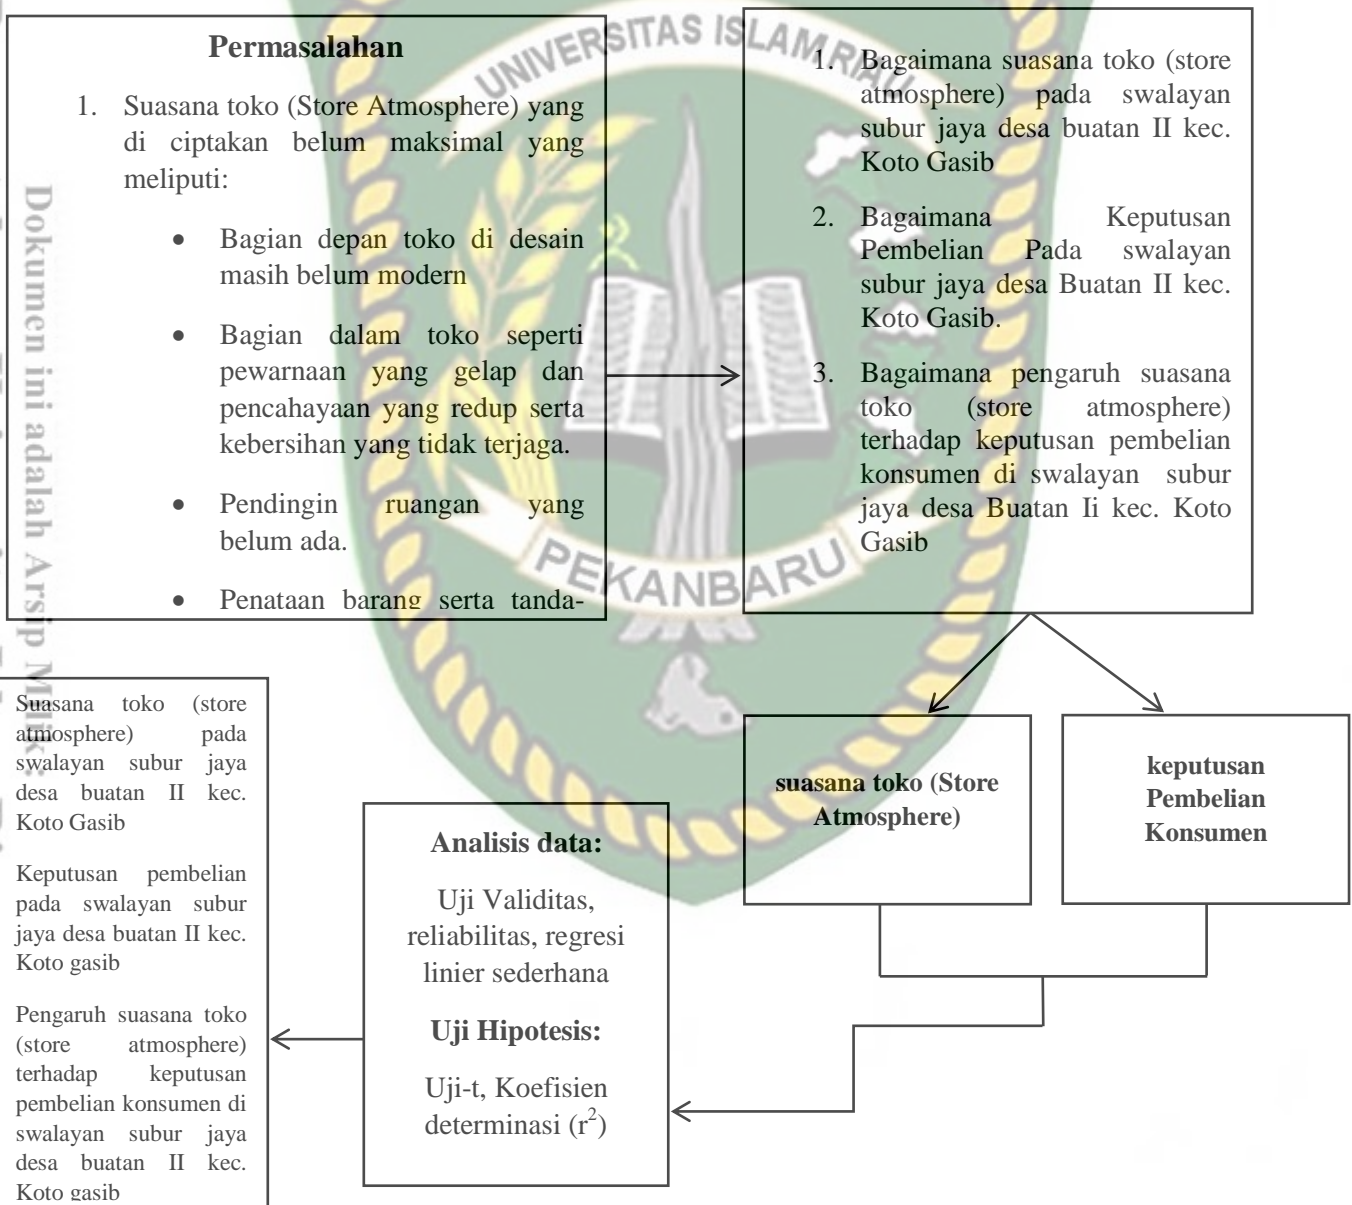 Permasalahan
1. Suasana toko (Store Atmosphere) yang
di ciptakan belum maksimal yang
meliputi:
• Bagian depan toko di desain
masih belum modern
• Bagian dalam toko seperti
pewarnaan yang gelap dan
pencahayaan yang redup serta
kebersihan yang tidak terjaga.
• Pendingin ruangan yang
belum ada.
• Penataan barang serta tanda-
1. Bagaimana suasana toko (store
atmosphere) pada swalayan
subur jaya desa buatan II kec.
Koto Gasib
2. Bagaimana Keputusan
Pembelian Pada swalayan
subur jaya desa Buatan II kec.
Koto Gasib.
3. Bagaimana pengaruh suasana
toko (store atmosphere)
terhadap keputusan pembelian
konsumen di swalayan subur
jaya desa Buatan Ii kec. Koto
Gasib
suasana toko (Store
Atmosphere)
keputusan
Pembelian
Konsumen
Analisis data:
Uji Validitas,
reliabilitas, regresi
linier sederhana
Uji Hipotesis:
Uji-t, Koefisien
determinasi (r²)
Suasana toko (store
atmosphere) pada
swalayan subur jaya
desa buatan II kec.
Koto Gasib
Keputusan pembelian
pada swalayan subur
jaya desa buatan II kec.
Koto gasib
Pengaruh suasana toko
(store atmosphere)
terhadap keputusan
pembelian konsumen di
swalayan subur jaya
desa buatan II kec.
Koto gasib
UNIVERSITAS ISLAM RIAU
PEKANBARU
Dokumen ini adalah Arsip Milik :